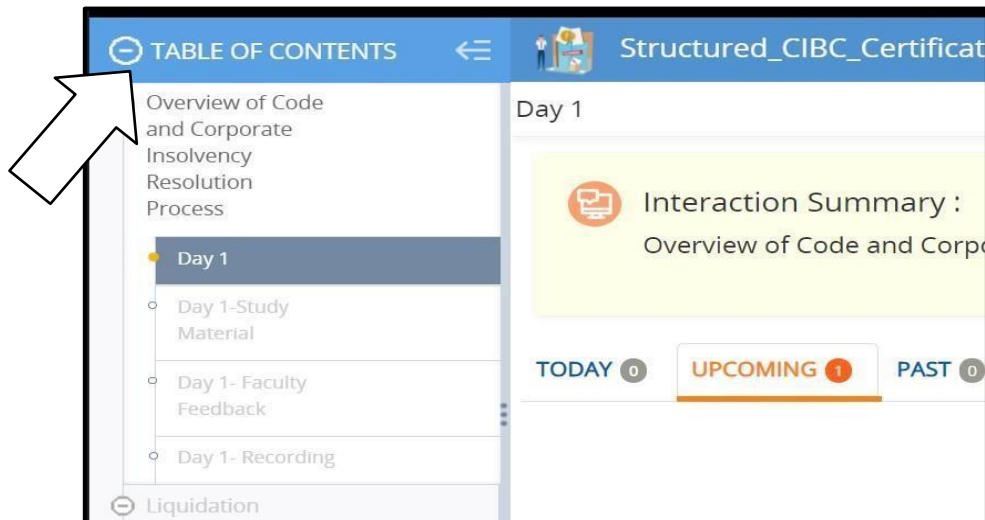 TABLE OF CONTENTS
Overview of Code
and Corporate
Insolvency
Resolution
Process
Day 1
Day 1-Study
Material
Day 1- Faculty
Feedback
Day 1- Recording
Liquidation
Structured_CIBC_Certificat
Day 1
Interaction Summary :
Overview of Code and Corpo
TODAY 0 UPCOMING 1 PAST 0